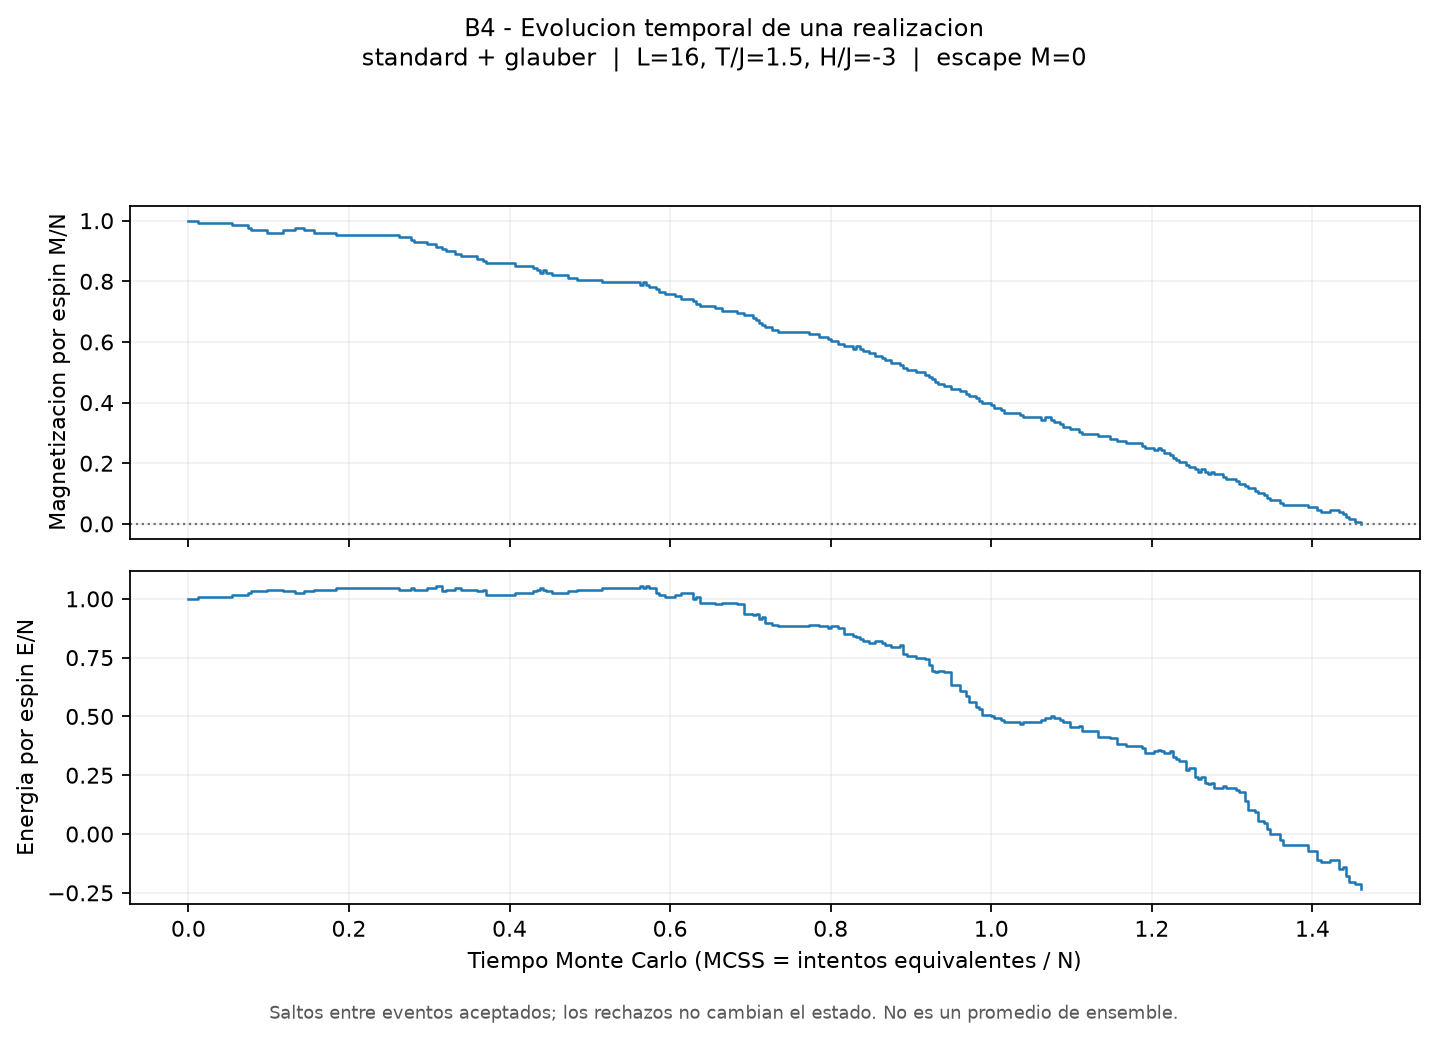 B4 - Evolucion temporal de una realizacion
standard + glauber | L=16, T/J=1.5, H/J=-3 | escape M=0
Magnetizacion por espin M/N
1.0
0.8
0.6
0.4
0.2
0.0
Energia por espin E/N
1.00
0.75
0.50
0.25
0.00
−0.25
0.0 0.2 0.4 0.6 0.8 1.0 1.2 1.4
Tiempo Monte Carlo (MCSS = intentos equivalentes / N)
Saltos entre eventos aceptados; los rechazos no cambian el estado. No es un promedio de ensemble.